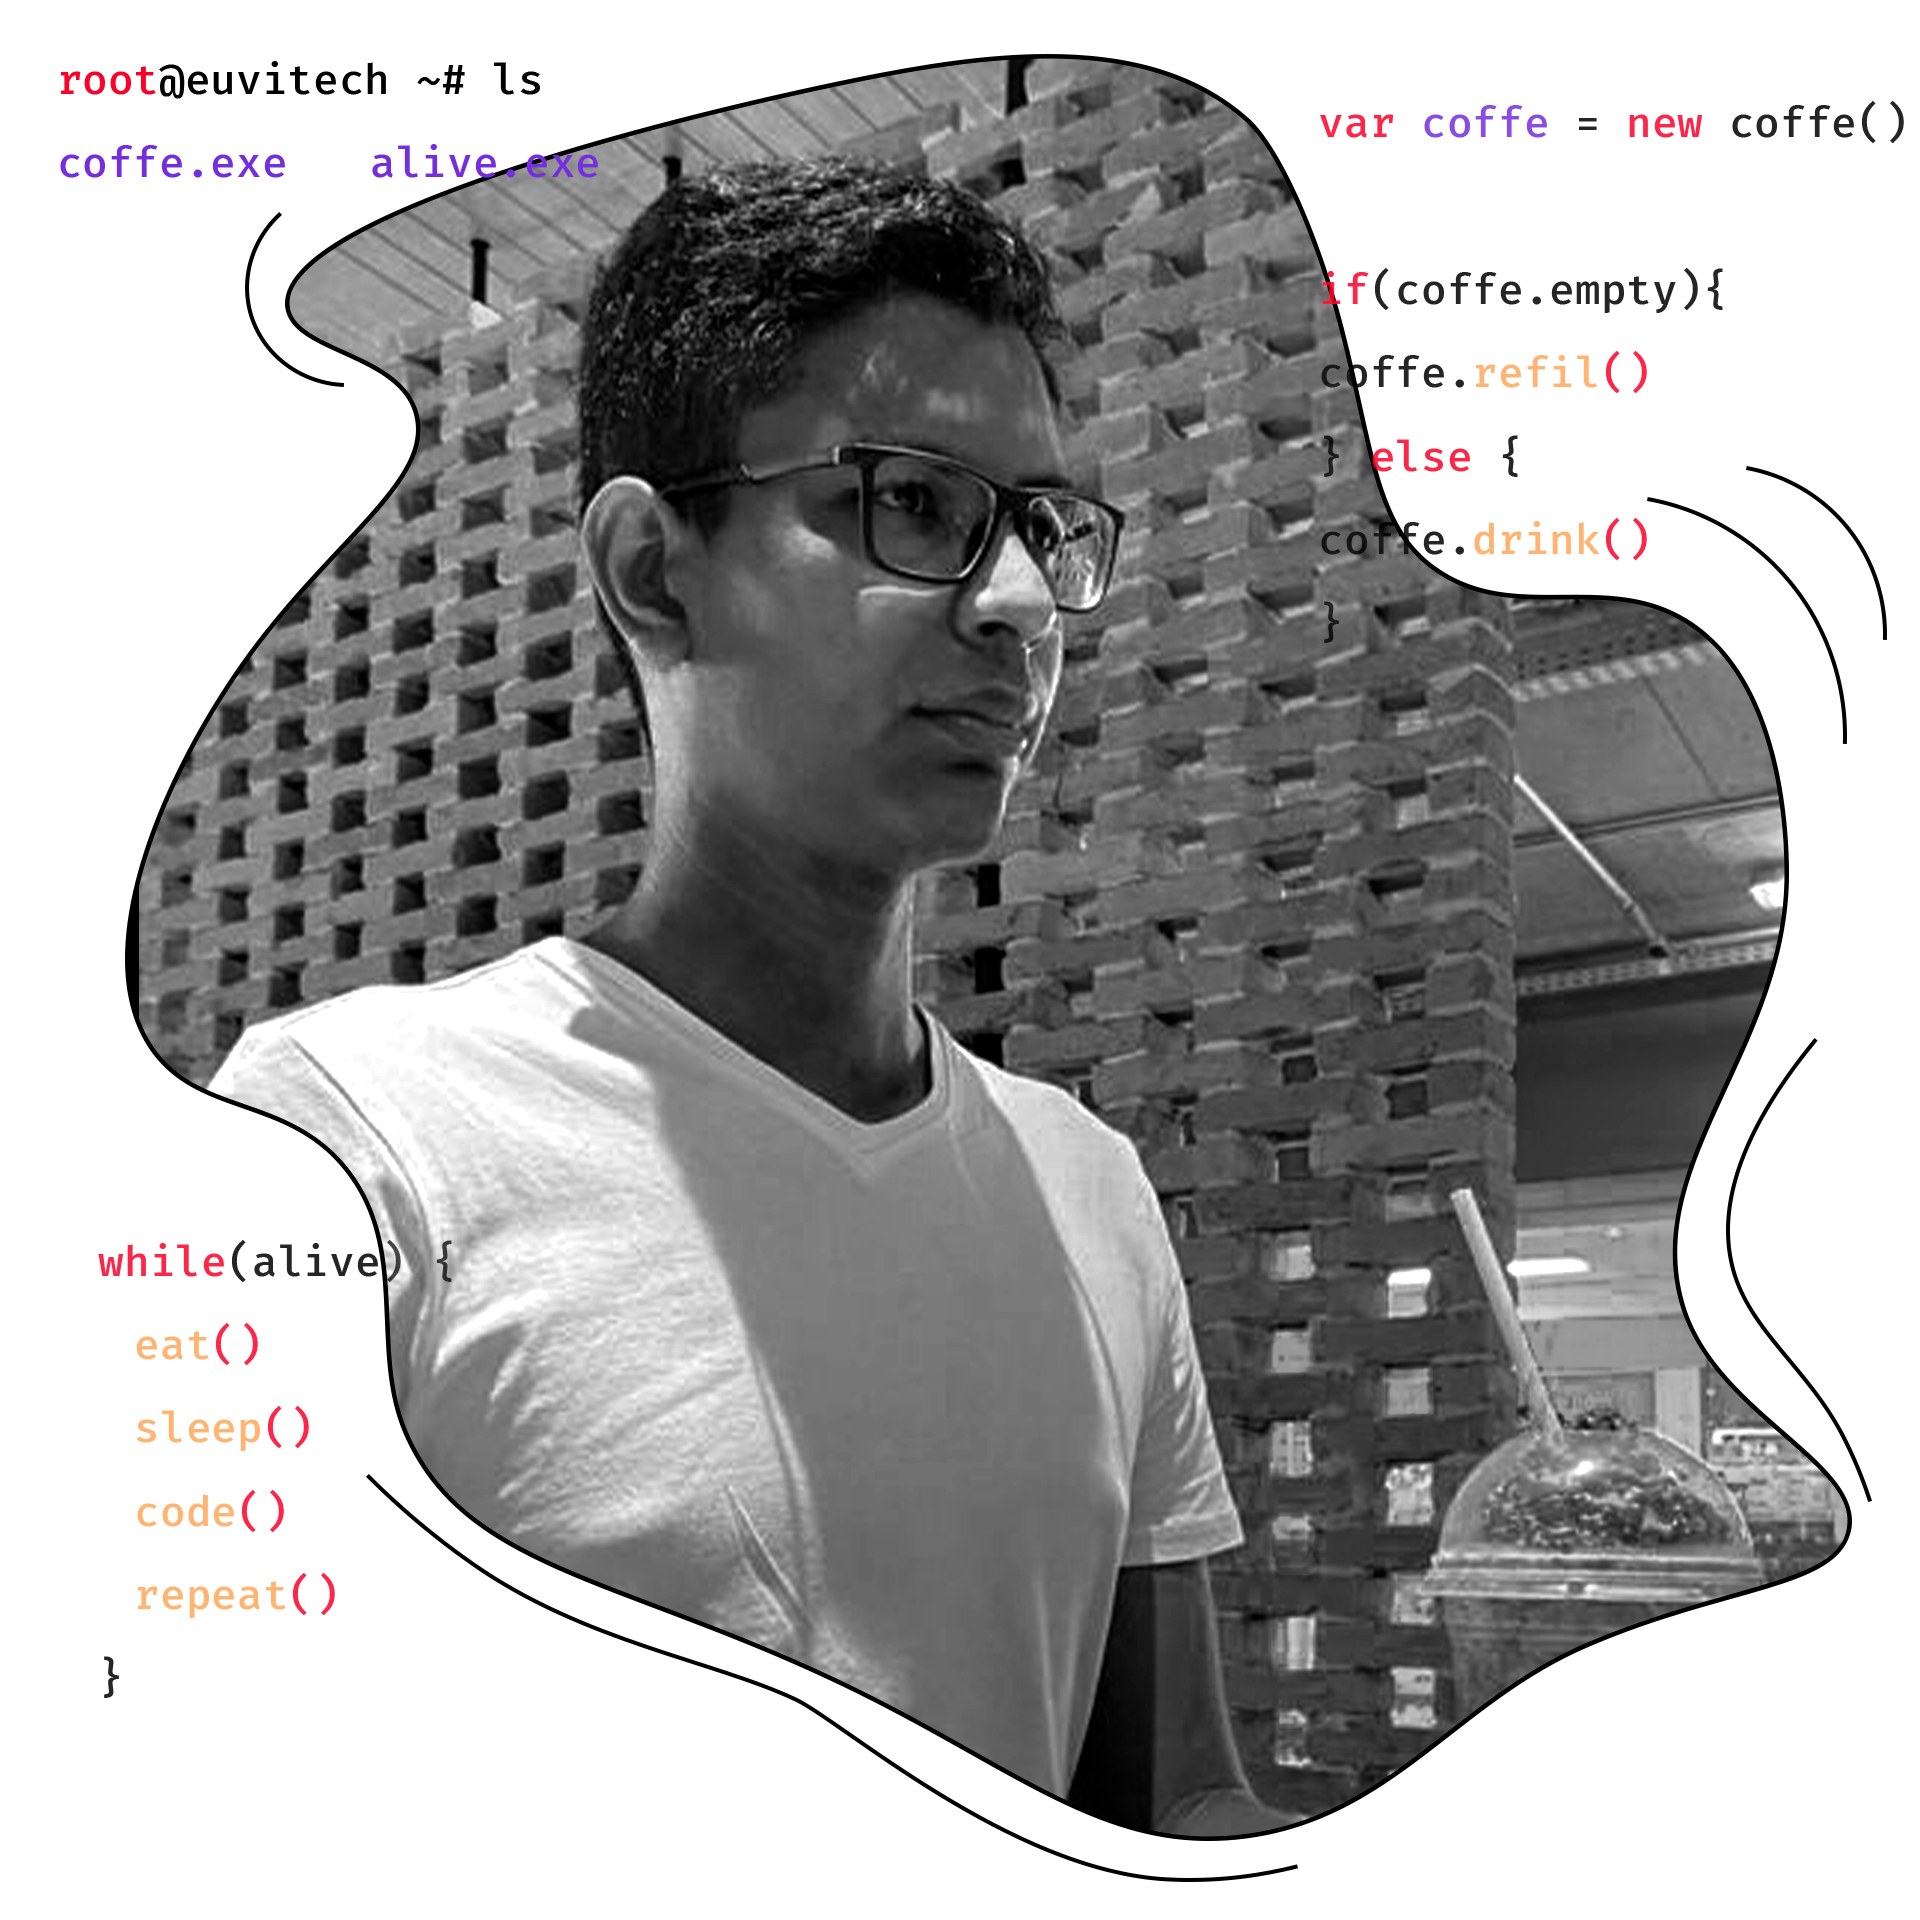 root@euvitech ~# ls
coffe.exe   alive.exe
var coffe = new coffe()
if(coffe.empty){
coffe.refil()
} else {
coffe.drink()
}
while(alive) {
eat()
sleep()
code()
repeat()
}